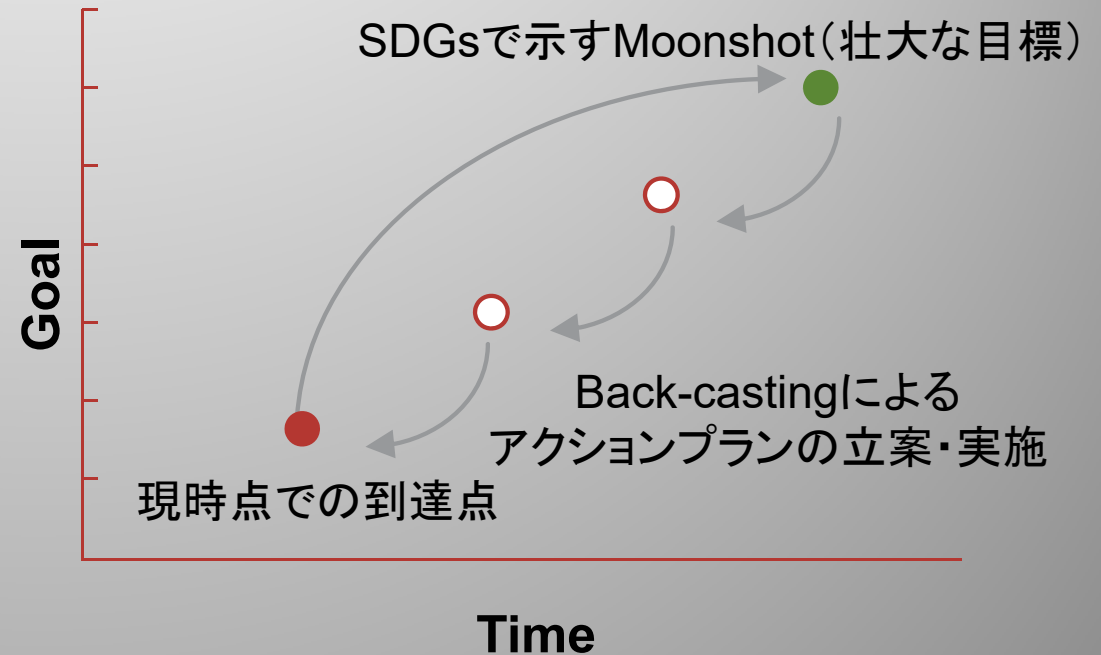 SDGsで示すMoonshot（壮大な目標）
Goal
Back-castingによる
アクションプランの立案・実施
現時点での到達点
Time